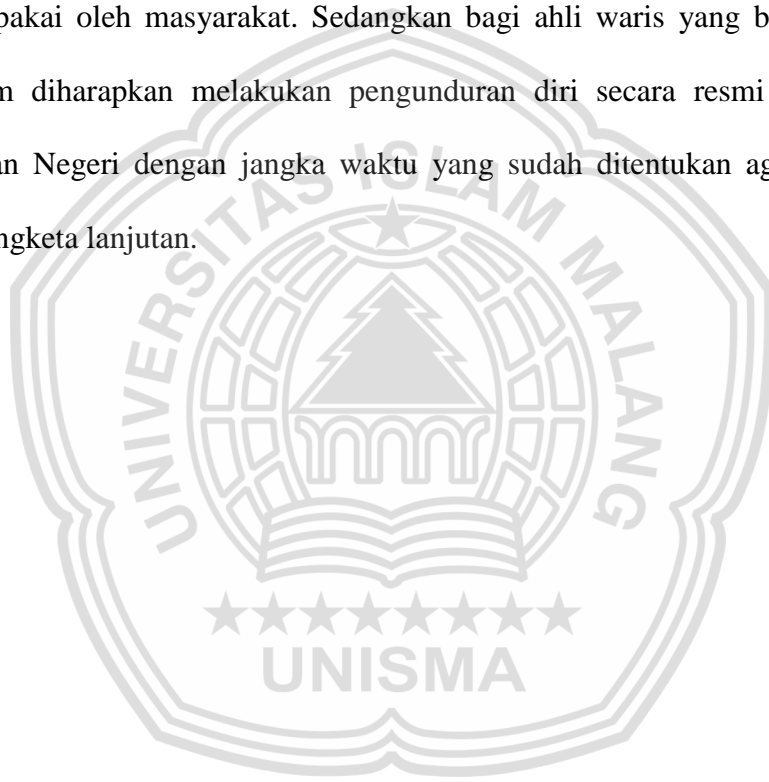 pakai oleh masyarakat. Sedangkan bagi ahli waris yang b
m diharapkan melakukan pengunduran diri secara resmi
an Negeri dengan jangka waktu yang sudah ditentukan ag
ngketa lanjutan.
UNIVERSITAS ISLAM MALANG
UNISMA